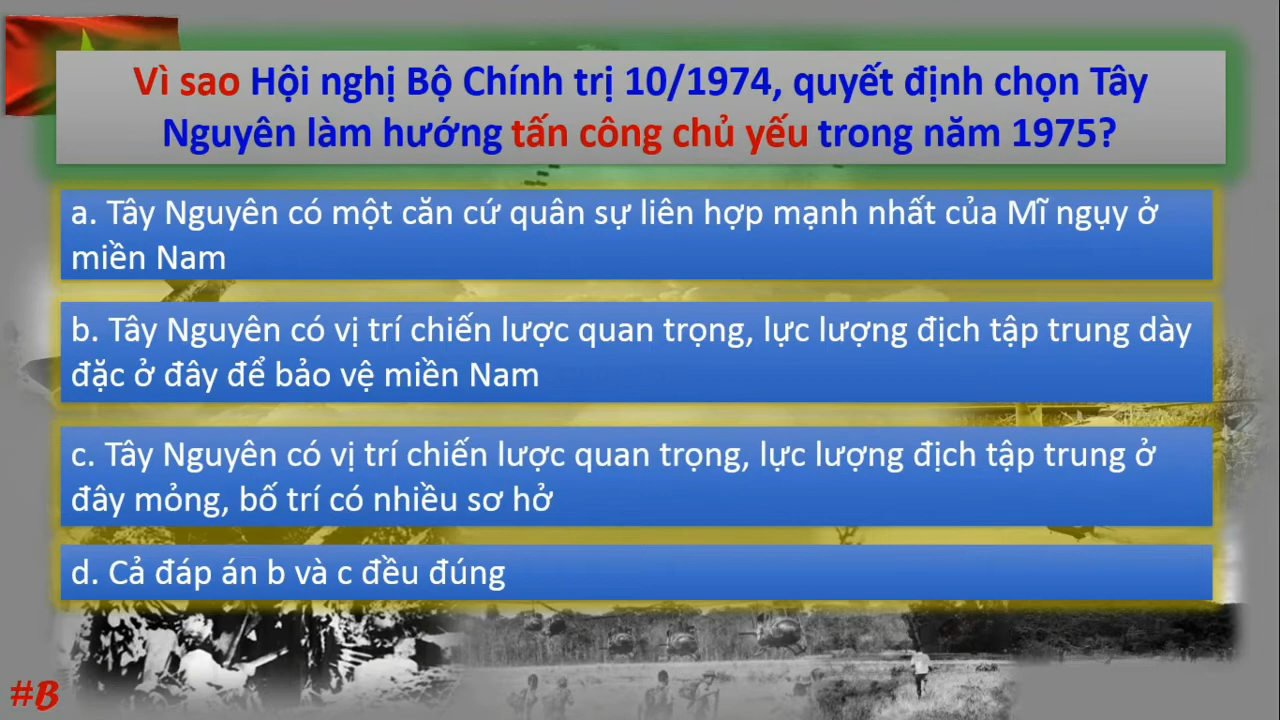 Vì sao Hội nghị Bộ Chính trị 10/1974, quyết định chọn Tây
Nguyên làm hướng tấn công chủ yếu trong năm 1975?
a. Tây Nguyên có một căn cứ quân sự liên hợp mạnh nhất của Mĩ ngụy ở
miền Nam
b. Tây Nguyên có vị trí chiến lược quan trọng, lực lượng địch tập trung dày
đặc ở đây để bảo vệ miền Nam
c. Tây Nguyên có vị trí chiến lược quan trọng, lực lượng địch tập trung ở
đây mỏng, bố trí có nhiều sơ hở
d. Cả đáp án b và c đều đúng
#B